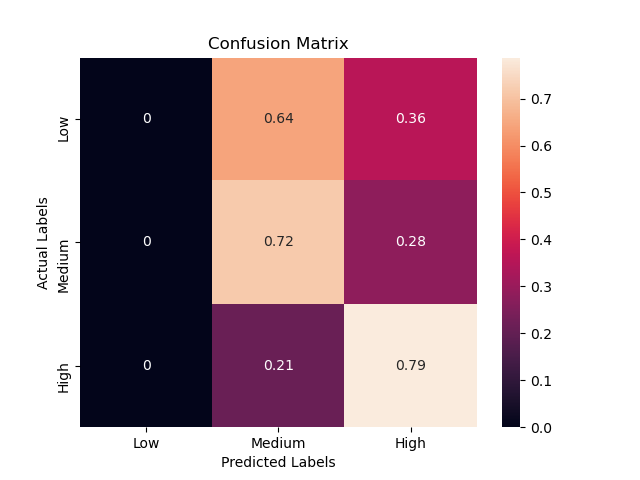 Confusion Matrix
Actual Labels
Low
0
0.64
0.36
Medium
0
0.72
0.28
High
0
0.21
0.79
Low
Medium
High
Predicted Labels
0.7
0.6
0.5
0.4
0.3
0.2
0.1
0.0